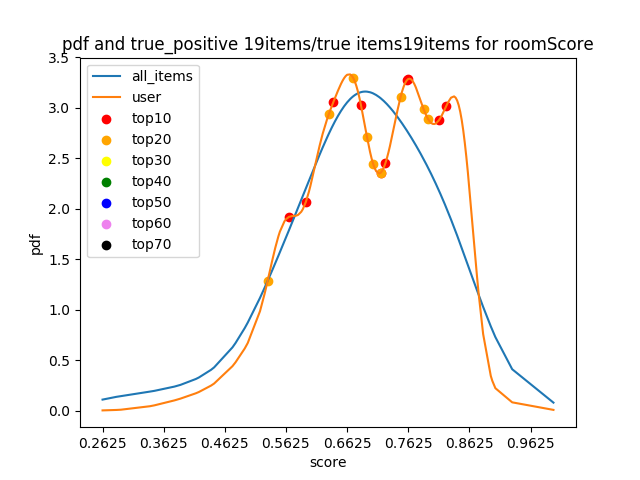 pdf and true_positive 19items/true items19items for roomScore
3.5
3.0
2.5
2.0
1.5
1.0
0.5
0.0
pdf
all_items
user
top10
top20
top30
top40
top50
top60
top70
0.2625 0.3625 0.4625 0.5625 0.6625 0.7625 0.8625 0.9625
score